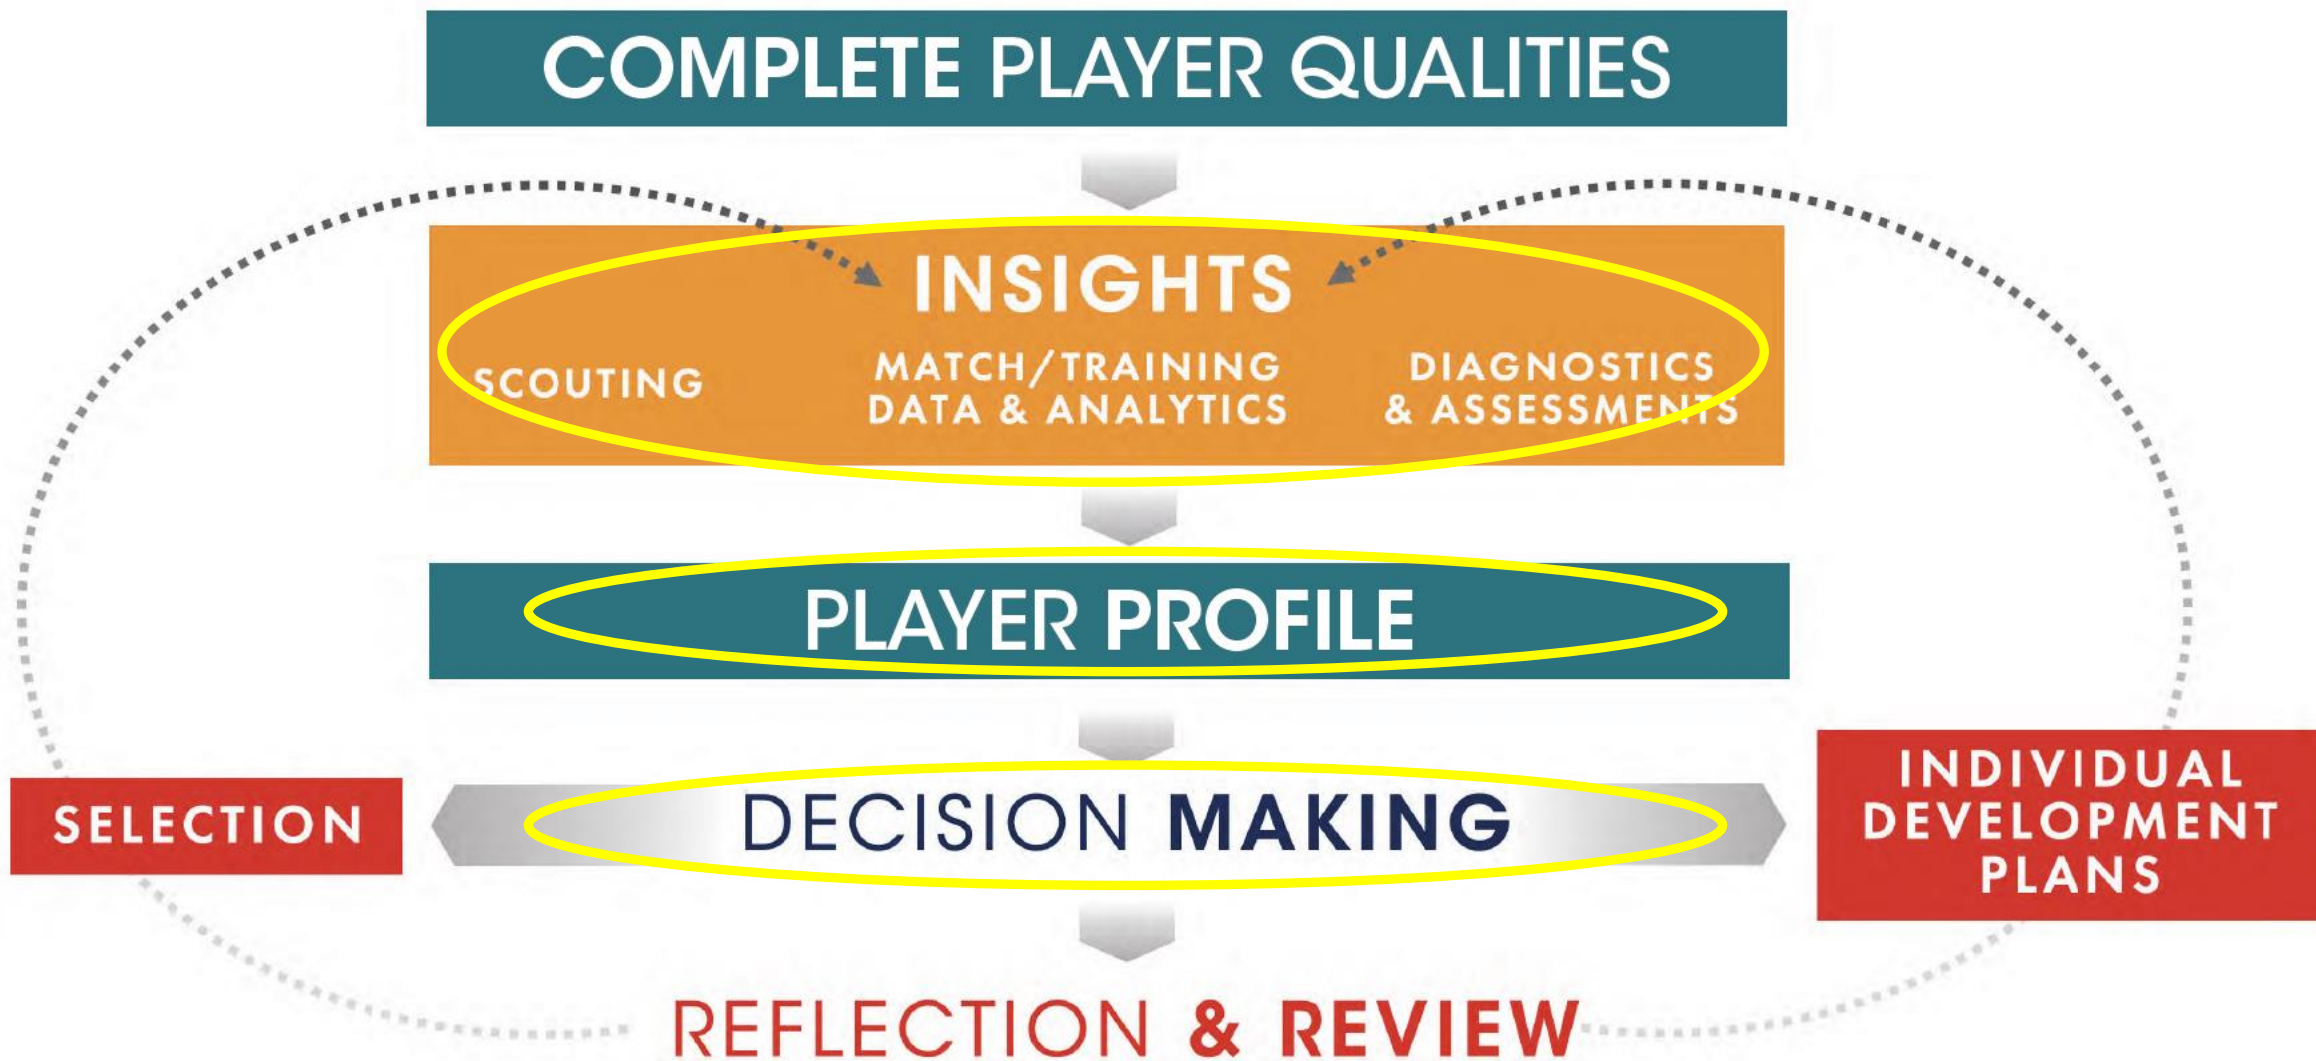 COMPLETE PLAYER QUALITIES
INSIGHTS
SCOUTING
MATCH/TRAINING
DATA & ANALYTICS
DIAGNOSTICS
& ASSESSMENTS
PLAYER PROFILE
SELECTION
DECISION MAKING
INDIVIDUAL
DEVELOPMENT
PLANS
REFLECTION & REVIEW